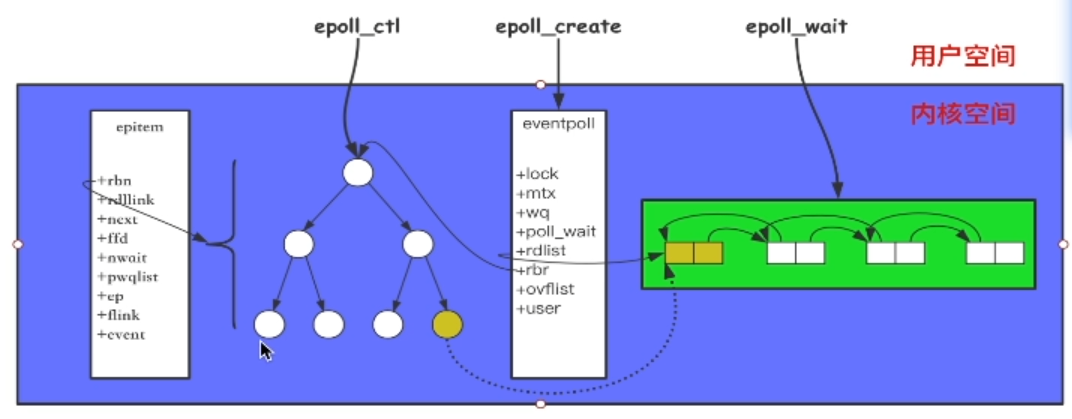 epoll_ctl
epoll_create
epoll_wait
用户空间
内核空间
epitem
+rbn
+rdllink
+next
+ffd
+nwait
+pwqlist
+ep
+flink
+event
eventpoll
+lock
+mtx
+wq
+poll_wait
+rdlist
+rbr
+ovflist
+user